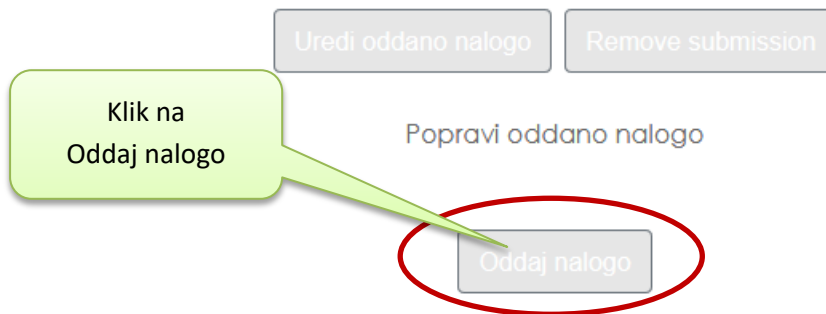 Uredi oddano nalogo
Remove submission
Klik na
Oddaj nalogo
Popravi oddano nalogo
Oddaj nalogo